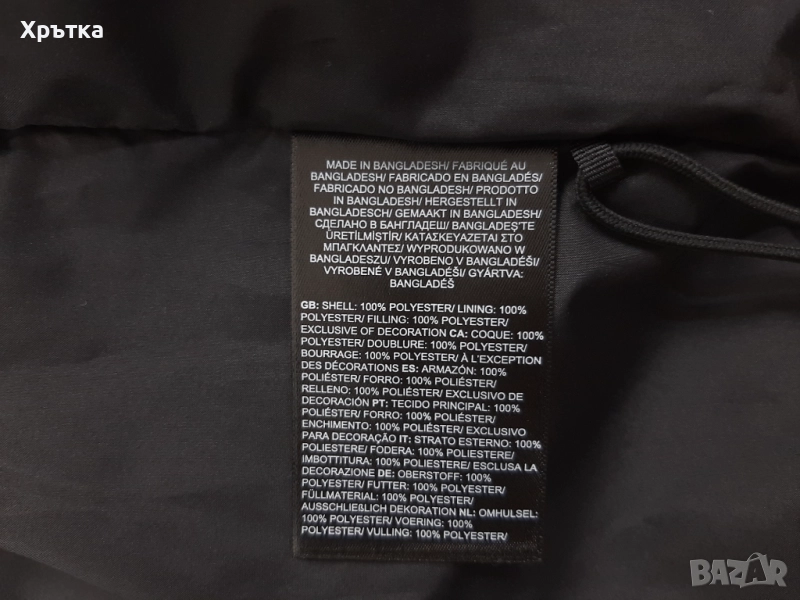 Хрътка
MADE IN BANGLADESH/ FABRIQUÉ AU
BANGLADESH/ FABRICADO EN BANGLADÉS/
FABRICADO NO BANGLADESH/ PRODOTTO
IN BANGLADESH/ HERGESTELLT IN
BANGLADESCH/ GEMAAKT IN BANGLADESH/
СДЕЛАНО В БАНГЛАДЕШ/ BANGLADEŞ'TE
ÜRETİLMİŞTİR/ ΚΑΤΑΣΚΕΥΑΖΕΤΑΙ ΣΤΟ
ΜΠΑΓΚΛΑΝΤΕΣ/ WYPRODUKOWANO W
BANGLADESZU/ VYROBENO V BANGLADÉŠI/
VYROBENÉ V BANGLADÉŠI/ GYÁRTVA:
BANGLADÉŠ
GB: SHELL: 100% POLYESTER/ LINING: 100%
POLYESTER/ FILLING: 100% POLYESTER/
EXCLUSIVE OF DECORATION CA: COQUE: 100%
POLYESTER/ DOUBLURE: 100% POLYESTER/
BOURRAGE: 100% POLYESTER/ À L'EXCEPTION
DES DÉCORATIONS ES: ARMAZÓN: 100%
POLIÉSTER/ FORRO: 100% POLIÉSTER/
RELLENO: 100% POLIÉSTER/ EXCLUSIVO DE
DECORACIÓN PT: TECIDO PRINCIPAL: 100%
POLIÉSTER/ FORRO: 100% POLIÉSTER/
ENCHIMENTO: 100% POLIÉSTER/ EXCLUSIVO
PARA DECORAÇÃO IT: STRATO ESTERNO: 100%
POLIESTERE/ FODERA: 100% POLIESTERE/
IMBOTTITURA: 100% POLIESTERE/ ESCLUSA LA
DECORAZIONE DE: OBERSTOFF: 100%
POLYESTER/ FUTTER: 100% POLYESTER/
FÜLLMATERIAL: 100% POLYESTER/
AUSSCHLIEßLICH DEKORATION NL: OMHULSEL:
100% POLYESTER/ VOERING: 100%
POLYESTER/ VULLING: 100% POLYESTER/
BAZAR